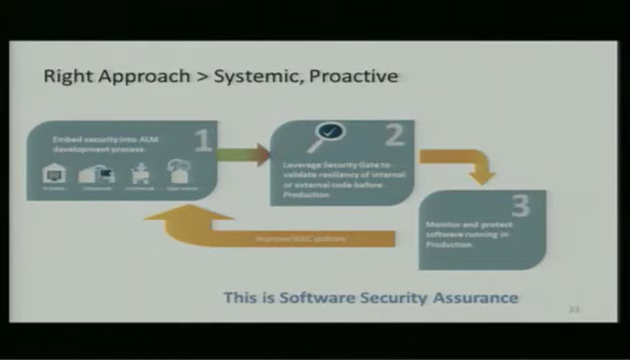 Right Approach > Systemic, Proactive
Embed security into ALM
development process
1
2
Leverage Security Gate to
validate resiliency of internal
or external code before
Production
3
Monitor and protect
software running in
Production
Improve SDLC policies
This is Software Security Assurance
23